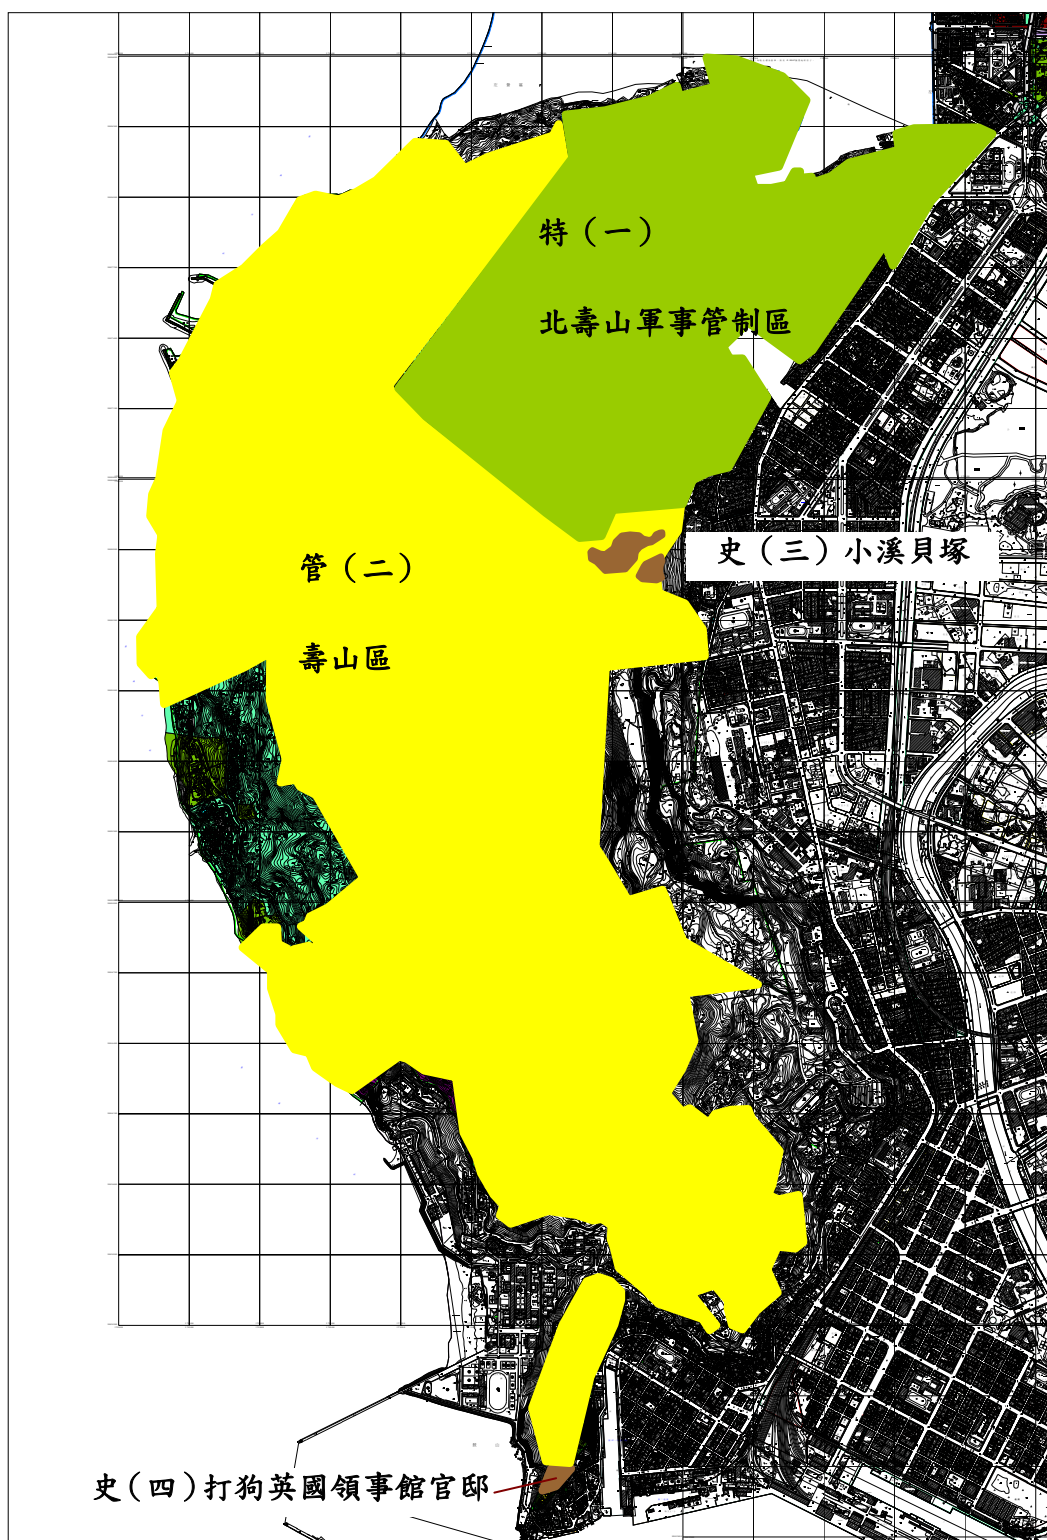 特（一）
北壽山軍事管制區
史（三）小溪貝塚
管（二）
壽山區
史（四）打狗英國領事館官邸